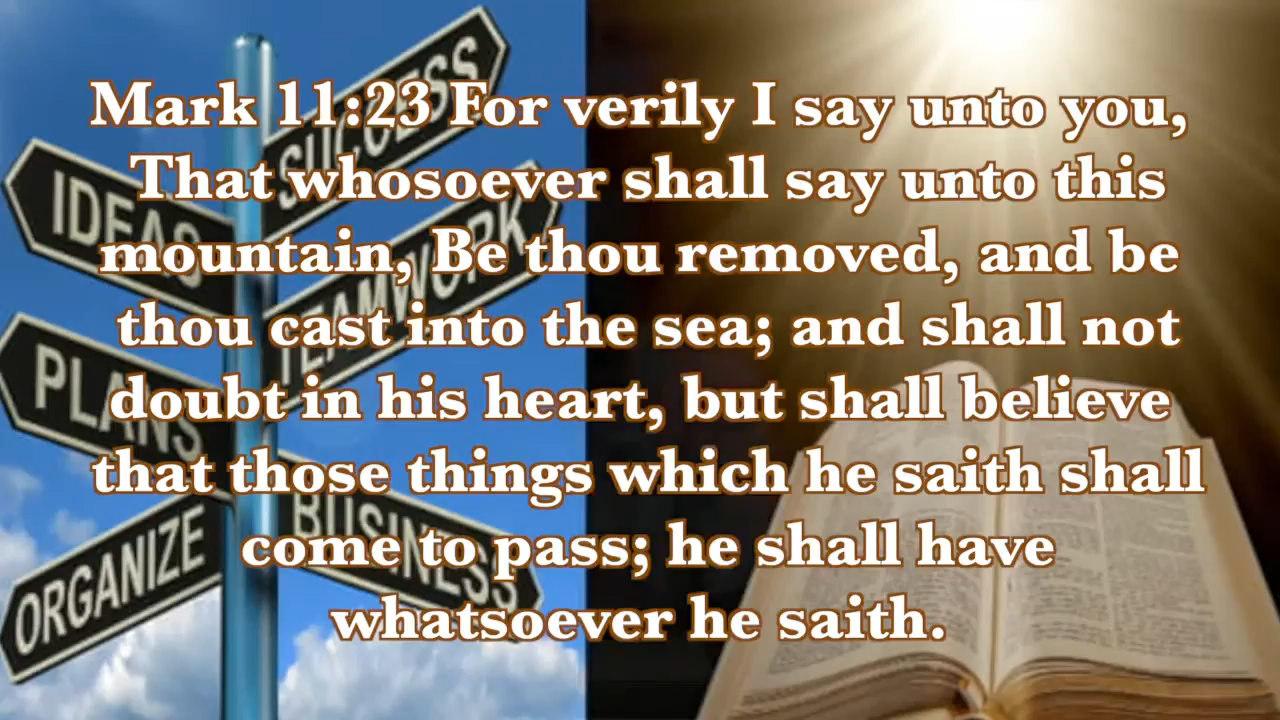 Mark 11:23 For verily I say unto you,
That whosoever shall say unto this
mountain, Be thou removed, and be
thou cast into the sea; and shall not
doubt in his heart, but shall believe
that those things which he saith shall
come to pass; he shall have
whatsoever he saith.
SUCCESS
IDEAS
TEAMWORK
PLANS
BUSINESS
ORGANIZE